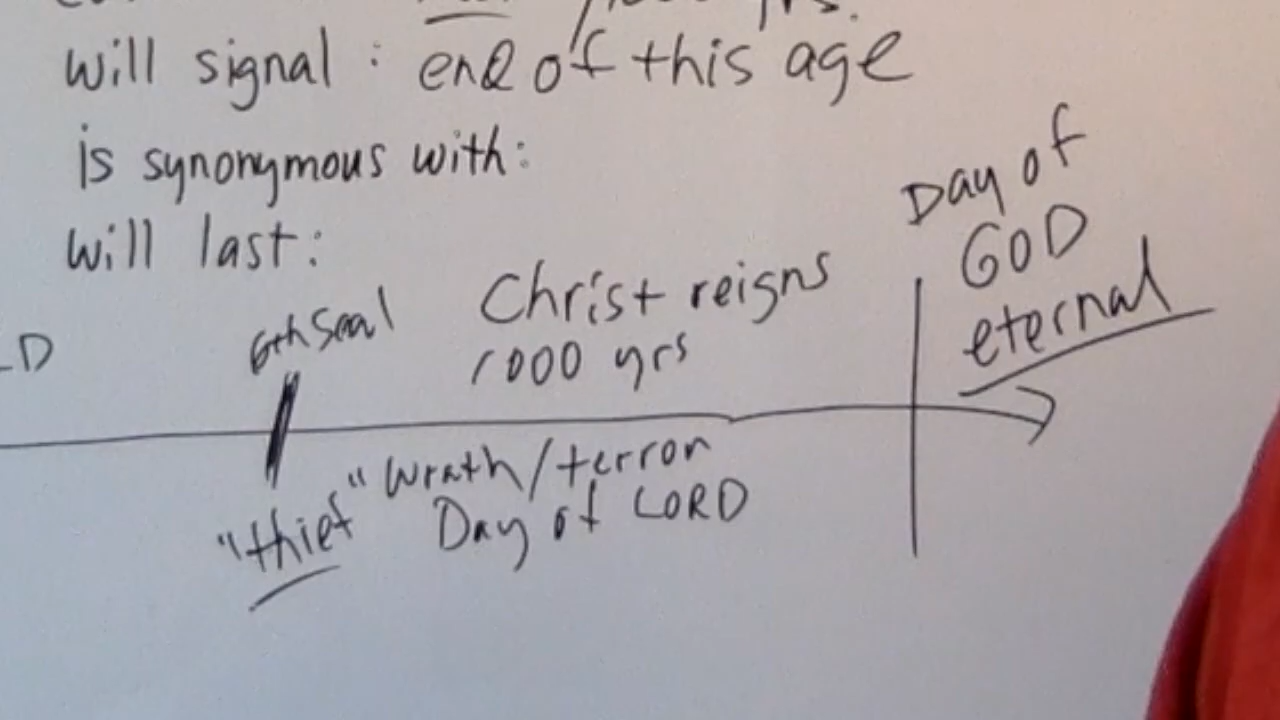 yrs.
will signal : end of this age
is synonymous with:
will last:
Day of
GOD
eternal
6th Seal
Christ reigns
1000 yrs
"thief"
Wrath/terror
Day of LORD